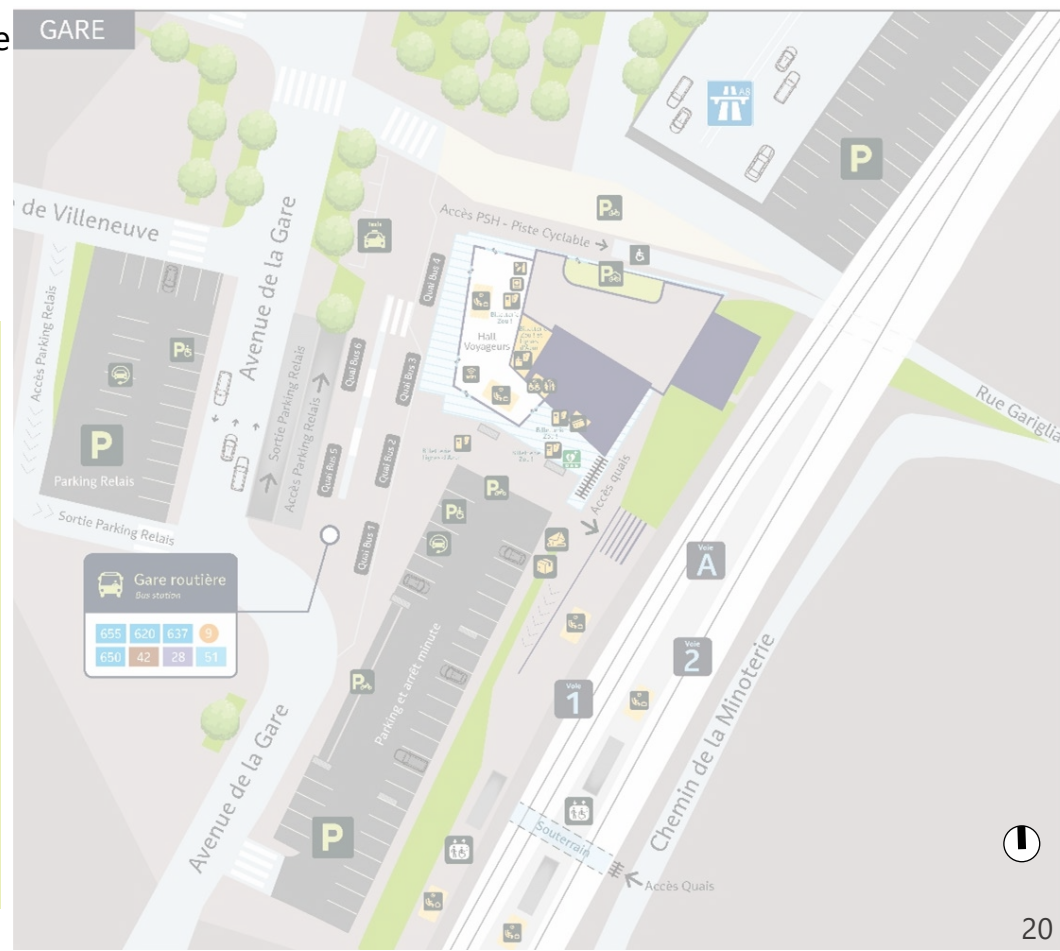 e
GARE
de Villeneuve
Avenue de la Gare
Accès Parking Relais
P
Parking Relais
Sortie Parking Relais
Sortie Parking Relais
Accès Parking Relais
Taxis
Quai Bus 4
Quai Bus 6
Quai Bus 3
Quai Bus 5
Quai Bus 2
Quai Bus 1
Accès PSH - Piste Cyclable
Hall
Voyageurs
A8
P
Rue Gariglia
Accès quais
Gare routière
Bus station
655 620 637 9
650 42 28 51
Parking et arrêt minute
P
Avenue de la Gare
Voie
A
Voie
2
Voie
1
Chemin de la Minoterie
Souterrain
Accès Quais
20